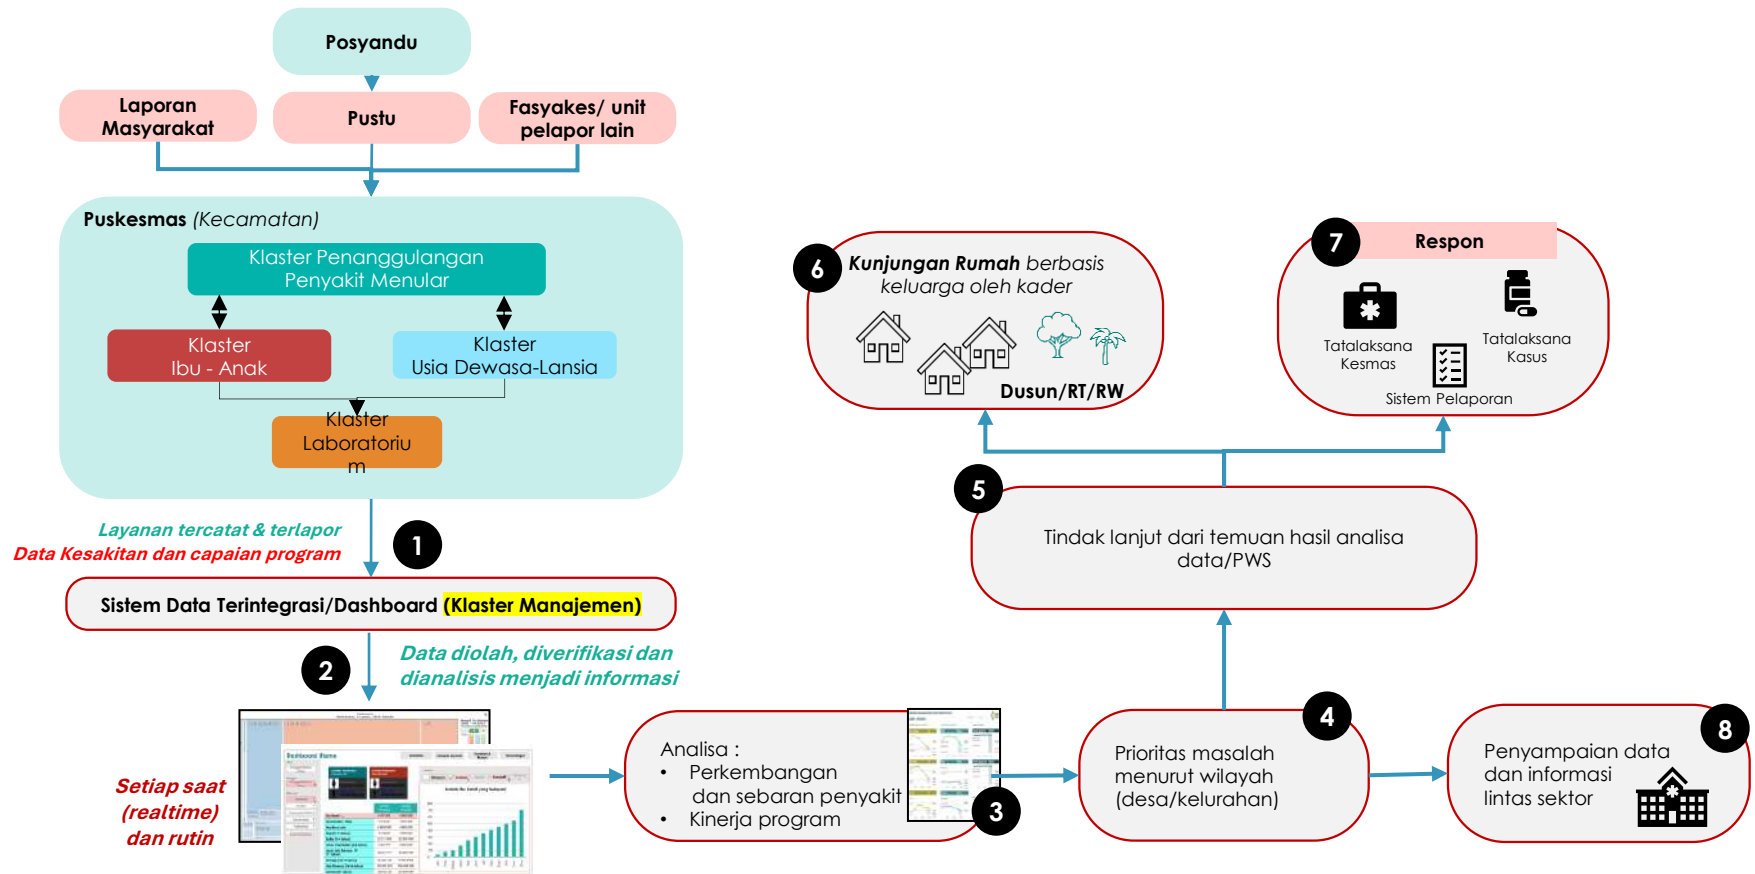 Posyandu
Laporan
Masyarakat
Pustu
Fasyakes/ unit
pelapor lain
Puskesmas (Kecamatan)
Klaster Penanggulangan
Penyakit Menular
Klaster
Ibu - Anak
Klaster
Usia Dewasa-Lansia
Klaster
Laboratoriu
m
Layanan tercatat & terlapor
Data Kesakitan dan capaian program
1
Sistem Data Terintegrasi/Dashboard (Klaster Manajemen)
2
Data diolah, diverifikasi dan
dianalisis menjadi informasi
Setiap saat
(realtime)
dan rutin
Analisa :
• Perkembangan
dan sebaran penyakit
• Kinerja program
3
4
Prioritas masalah
menurut wilayah
(desa/kelurahan)
5
Tindak lanjut dari temuan hasil analisa
data/PWS
6
Kunjungan Rumah berbasis
keluarga oleh kader
Dusun/RT/RW
7
Respon
Tatalaksana
Kesmas
Tatalaksana
Kasus
Sistem Pelaporan
8
Penyampaian data
dan informasi
lintas sektor